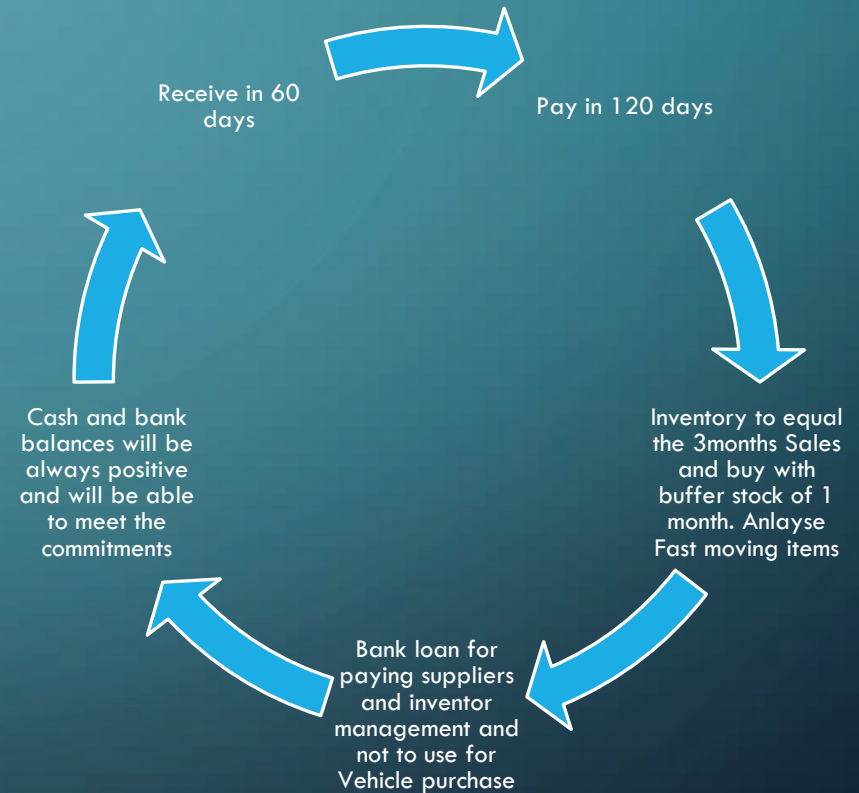 Receive in 60
days
Pay in 120 days
Inventory to equal
the 3months Sales
and buy with
buffer stock of 1
month. Anlayse
Fast moving items
Bank loan for
paying suppliers
and inventor
management and
not to use for
Vehicle purchase
Cash and bank
balances will be
always positive
and will be able
to meet the
commitments